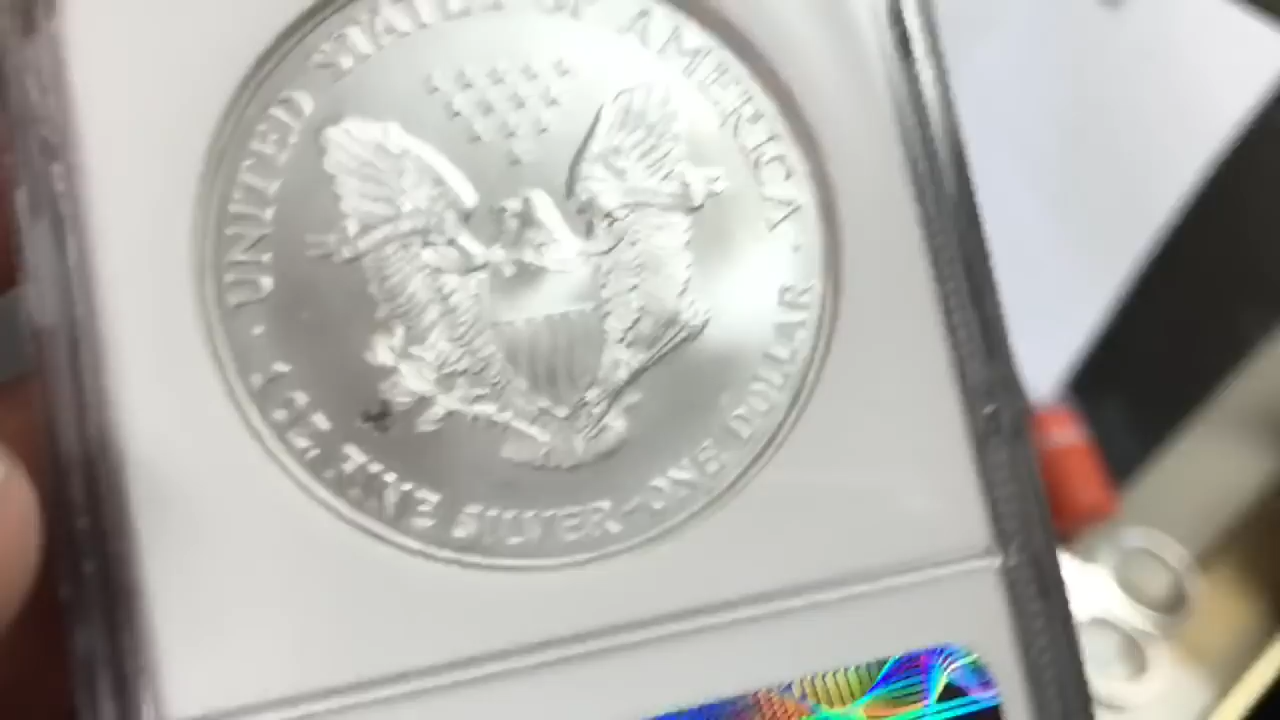 UNITED STATES OF AMERICA
· 1 OZ. FINE SILVER-ONE DOLLAR ·